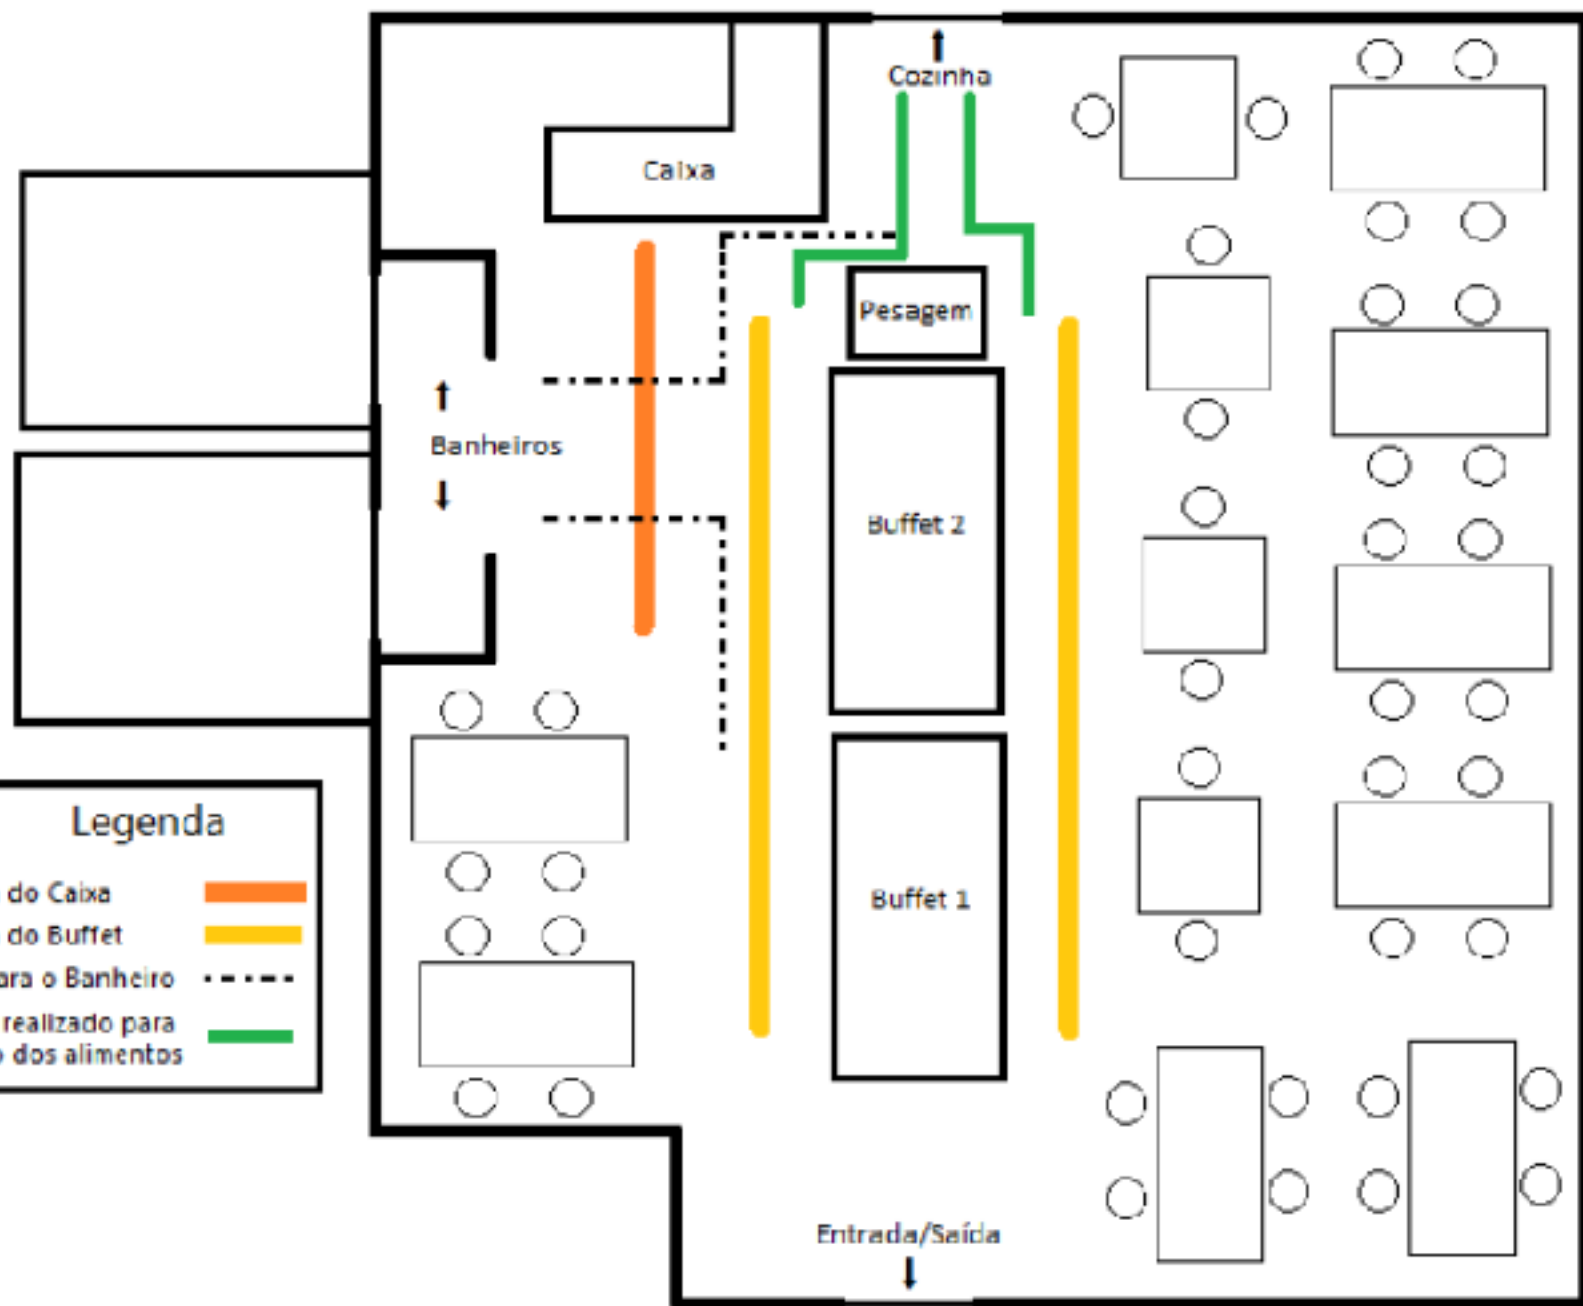 Cozinha
Caixa
Pesagem
Banheiros
Buffet 2
Buffet 1
Entrada/Saída
Legenda
do Caixa
do Buffet
o Banheiro
realizado para
dos alimentos